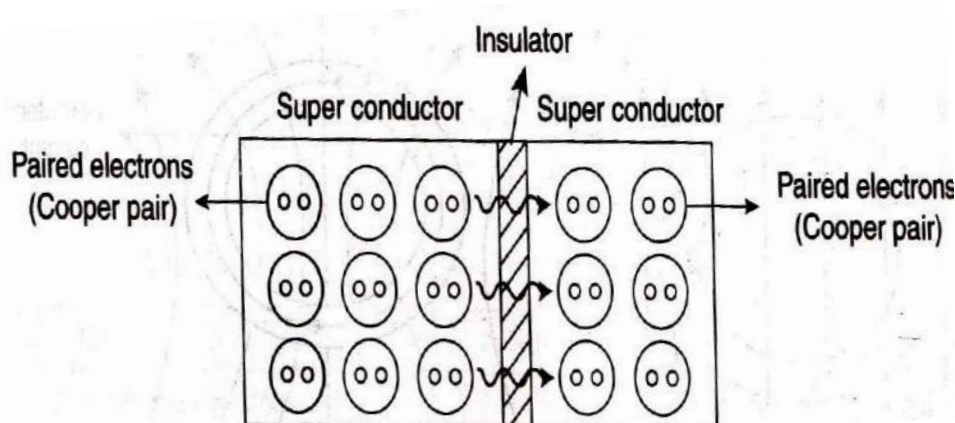 Insulator
Super conductor
Super conductor
Paired electrons
(Cooper pair)
Paired electrons
(Cooper pair)